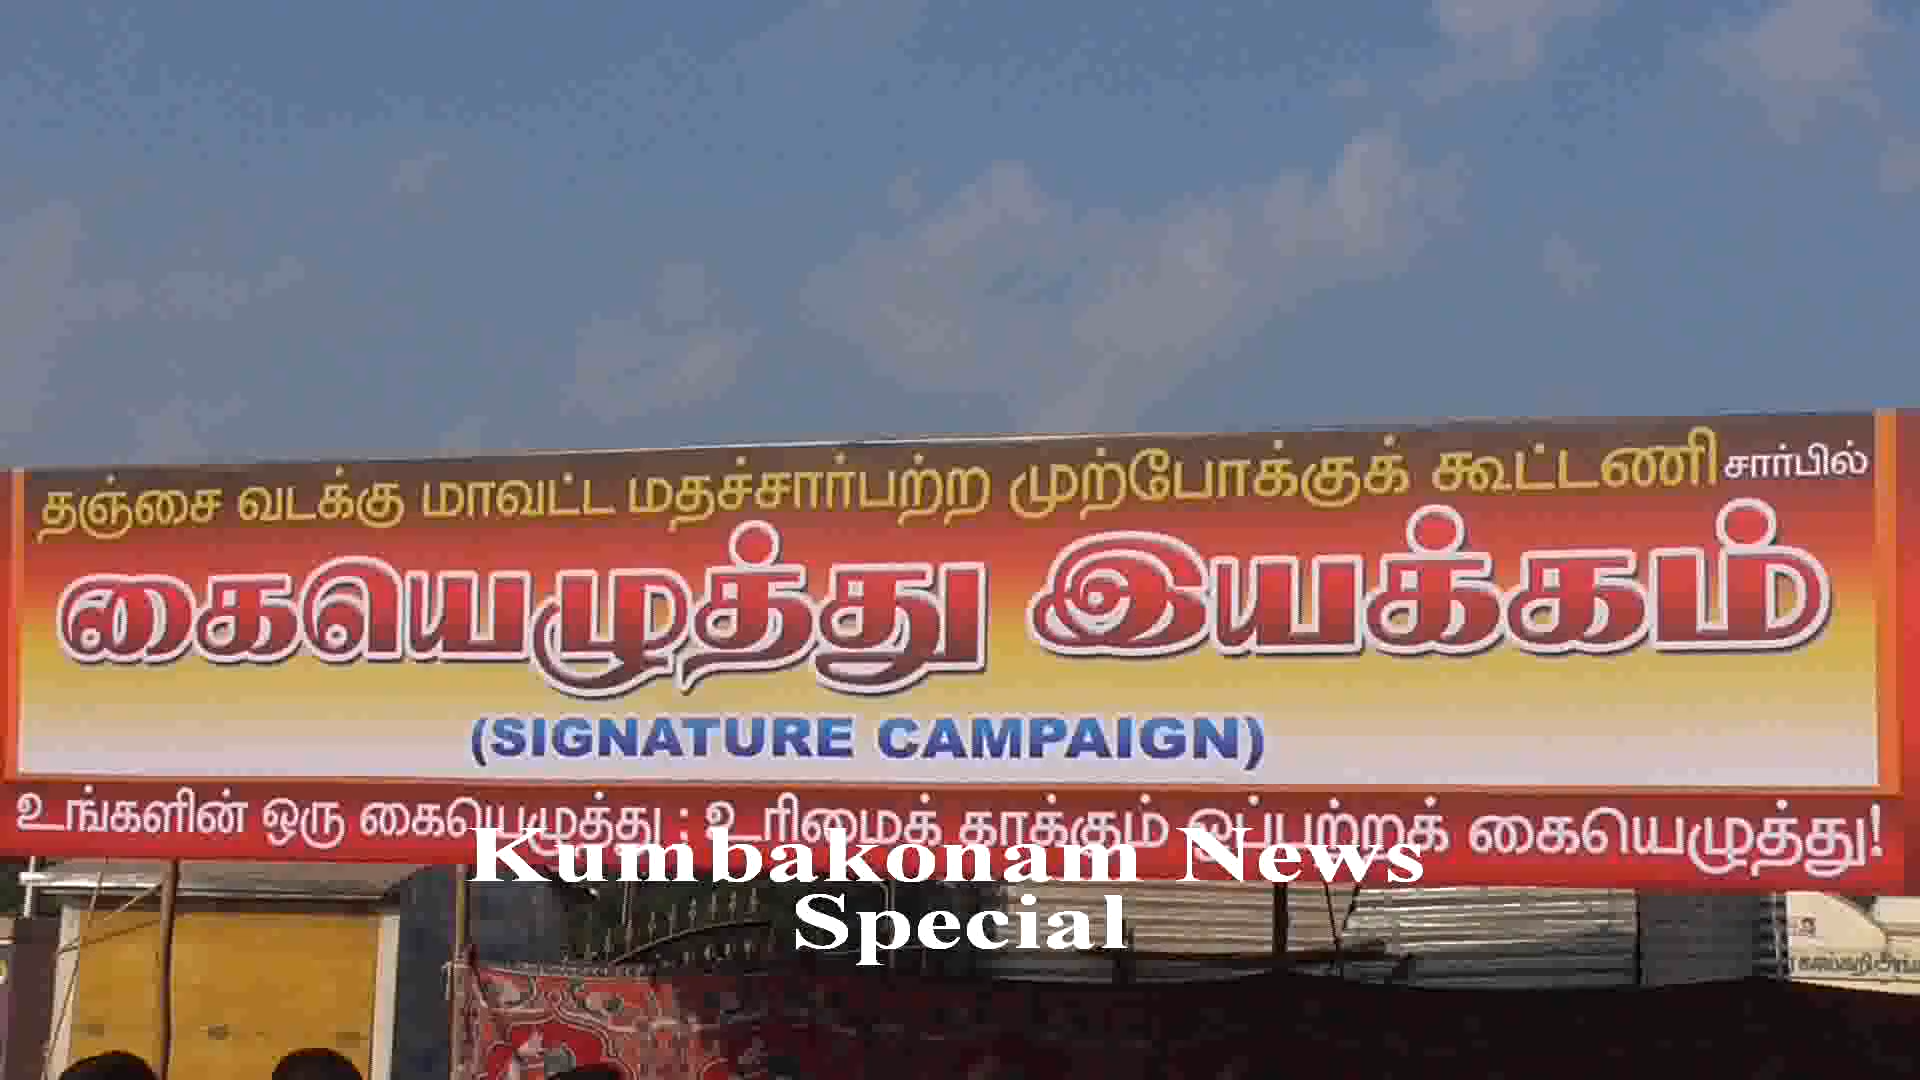 தஞ்சை வடக்கு மாவட்ட மதச்சார்பற்ற முற்போக்குக் கூட்டணி சார்பில்
கையெழுத்து இயக்கம்
(SIGNATURE CAMPAIGN)
உங்களின் ஒரு கையெழுத்து : உரிமைக் காக்கும் ஒப்பற்றக் கையெழுத்து!
Kumbakonam News
Special